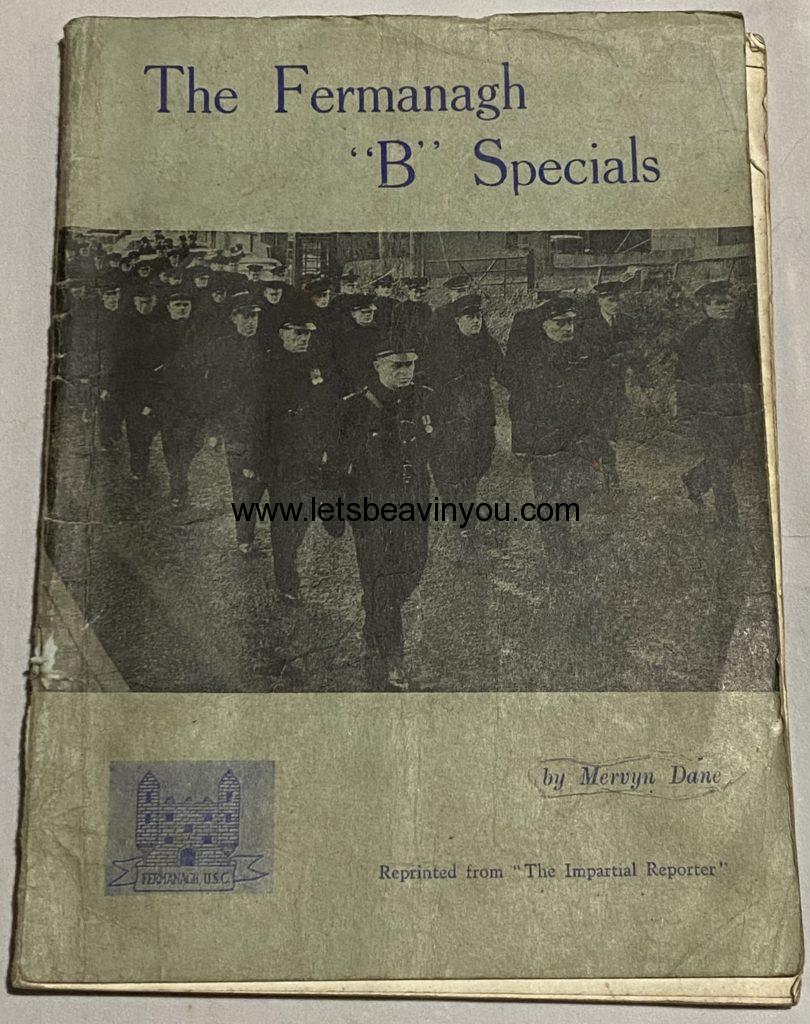 The Fermanagh
"B" Specials
www.letsbeavinyou.com
by Mervyn Dane
FERMANAGH. U.S.C.
Reprinted from "The Impartial Reporter"